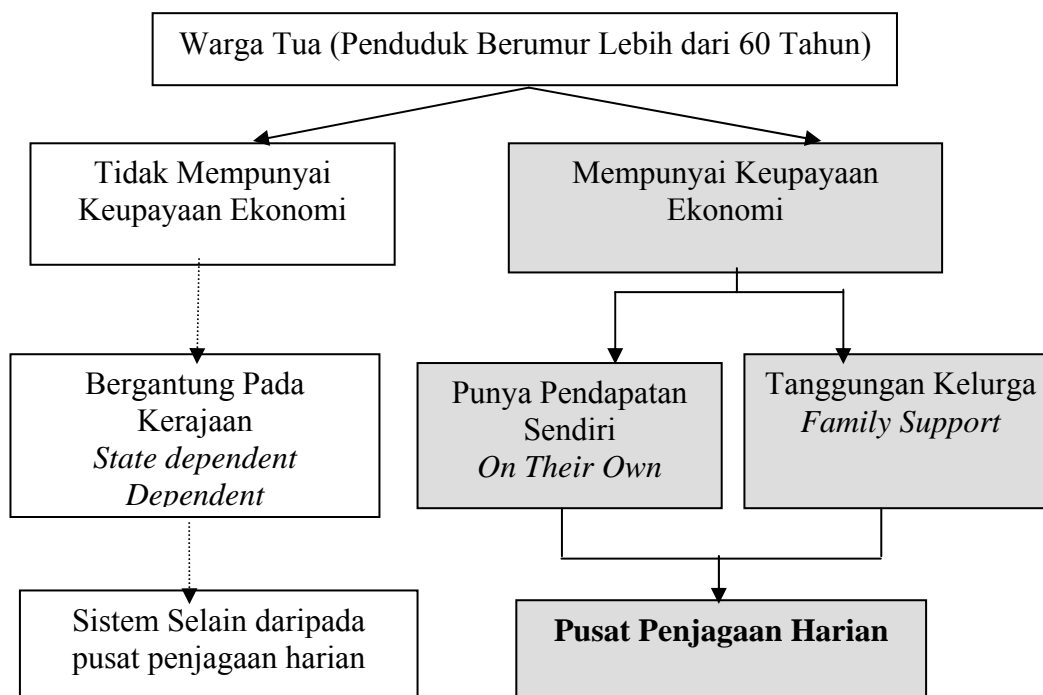 Warga Tua (Penduduk Berumur Lebih dari 60 Tahun)
Tidak Mempunyai
Keupayaan Ekonomi
Mempunyai Keupayaan
Ekonomi
Bergantung Pada
Kerajaan
State dependent
Dependent
Punya Pendapatan
Sendiri
On Their Own
Tanggungan Kelurga
Family Support
Sistem Selain daripada
pusat penjagaan harian
Pusat Penjagaan Harian